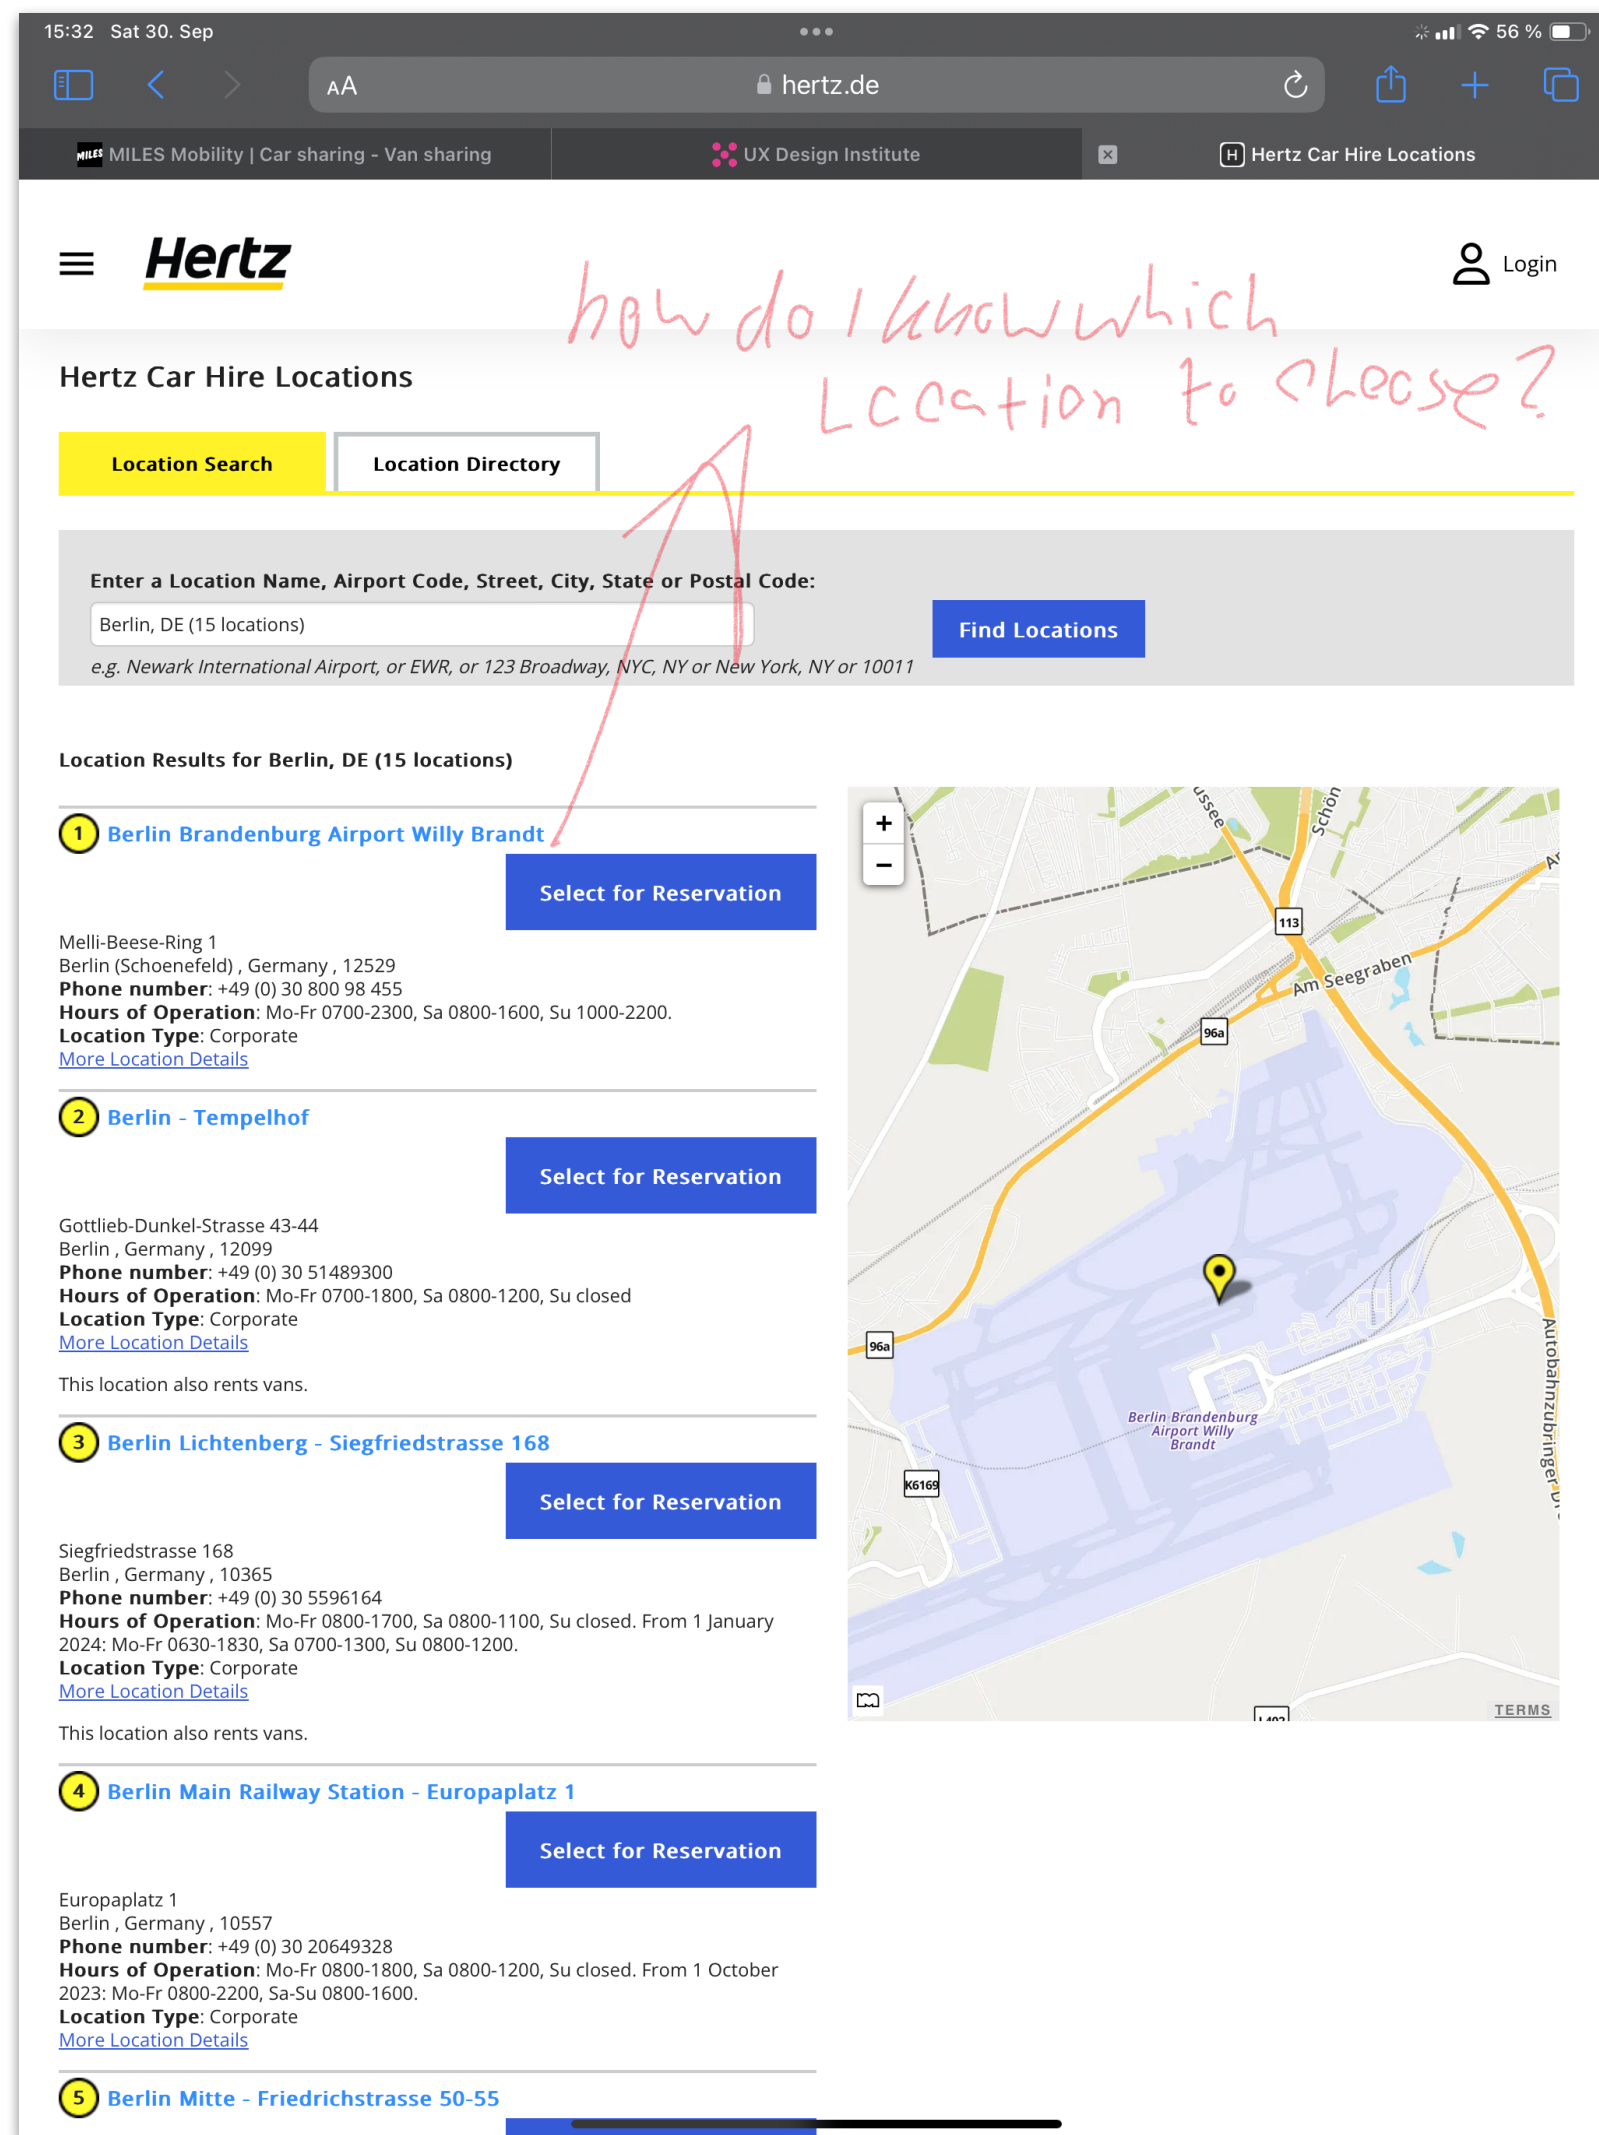 15:32 Sat 30. Sep
56 %
AA
hertz.de
MILES MILES Mobility | Car sharing - Van sharing
UX Design Institute
H Hertz Car Hire Locations
Hertz
Login
how do I know which
Location to choose?
Hertz Car Hire Locations
Location Search
Location Directory
Enter a Location Name, Airport Code, Street, City, State or Postal Code:
Berlin, DE (15 locations)
Find Locations
e.g. Newark International Airport, or EWR, or 123 Broadway, NYC, NY or New York, NY or 10011
Location Results for Berlin, DE (15 locations)
1 Berlin Brandenburg Airport Willy Brandt
Select for Reservation
Melli-Beese-Ring 1
Berlin (Schoenefeld) , Germany , 12529
Phone number: +49 (0) 30 800 98 455
Hours of Operation: Mo-Fr 0700-2300, Sa 0800-1600, Su 1000-2200.
Location Type: Corporate
More Location Details
2 Berlin - Tempelhof
Select for Reservation
Gottlieb-Dunkel-Strasse 43-44
Berlin , Germany , 12099
Phone number: +49 (0) 30 51489300
Hours of Operation: Mo-Fr 0700-1800, Sa 0800-1200, Su closed
Location Type: Corporate
More Location Details
This location also rents vans.
3 Berlin Lichtenberg - Siegfriedstrasse 168
Select for Reservation
Siegfriedstrasse 168
Berlin , Germany , 10365
Phone number: +49 (0) 30 5596164
Hours of Operation: Mo-Fr 0800-1700, Sa 0800-1100, Su closed. From 1 January
2024: Mo-Fr 0630-1830, Sa 0700-1300, Su 0800-1200.
Location Type: Corporate
More Location Details
This location also rents vans.
4 Berlin Main Railway Station - Europaplatz 1
Select for Reservation
Europaplatz 1
Berlin , Germany , 10557
Phone number: +49 (0) 30 20649328
Hours of Operation: Mo-Fr 0800-1800, Sa 0800-1200, Su closed. From 1 October
2023: Mo-Fr 0800-2200, Sa-Su 0800-1600.
Location Type: Corporate
More Location Details
5 Berlin Mitte - Friedrichstrasse 50-55
+
−
ussee
Schön
113
Am Seegraben
96a
96a
Berlin Brandenburg
Airport Willy
Brandt
K6169
Autobahnzubringer
TERMS